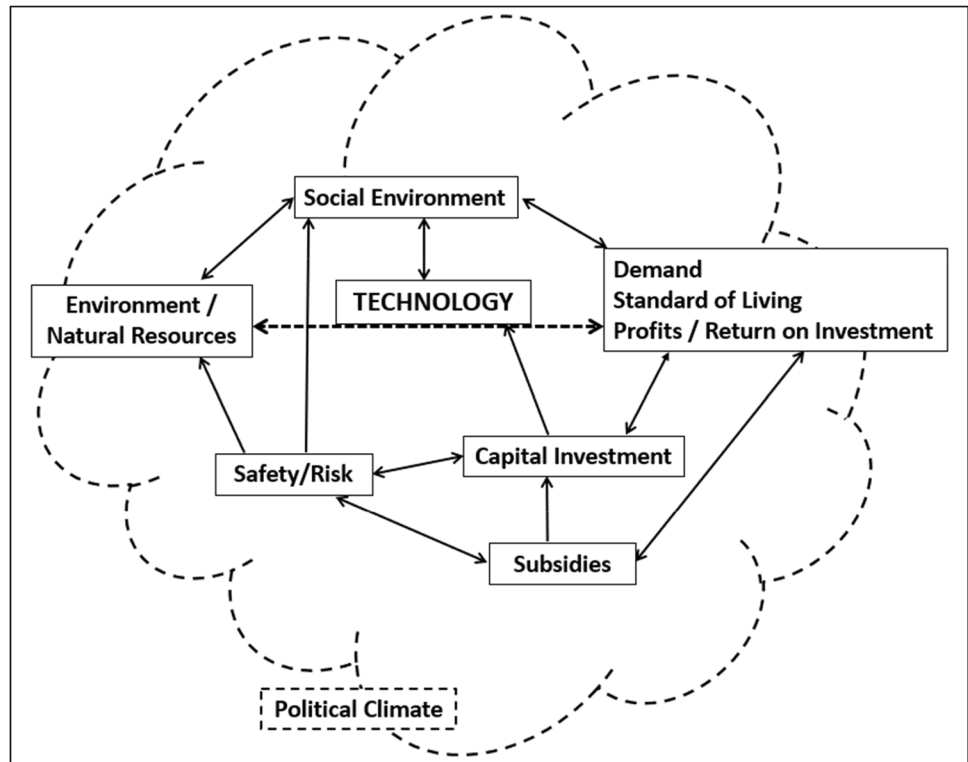 Social Environment
Environment /
Natural Resources
TECHNOLOGY
Demand
Standard of Living
Profits / Return on Investment
Safety/Risk
Capital Investment
Subsidies
Political Climate